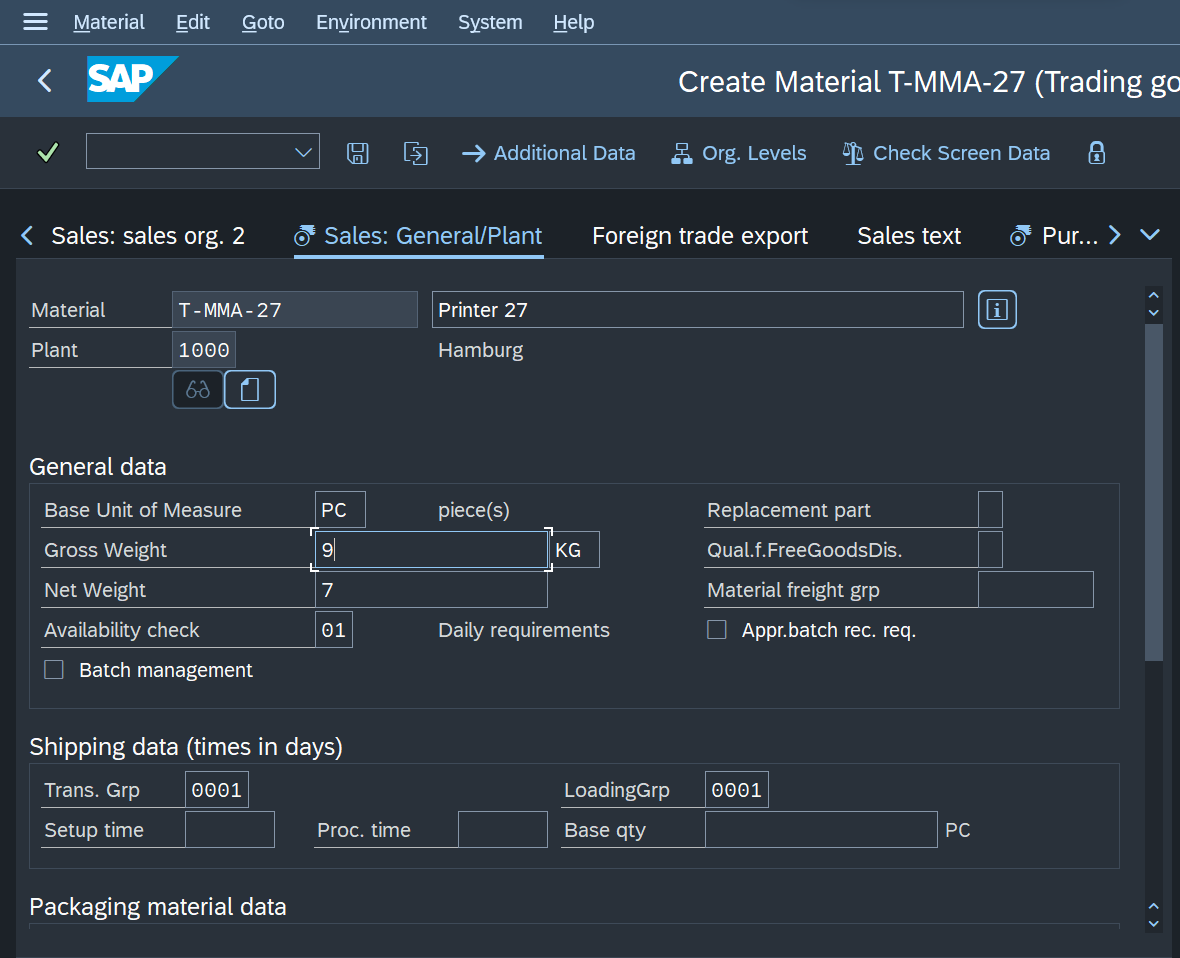 Material Edit Goto Environment System Help
SAP Create Material T-MMA-27 (Trading go
Additional Data Org. Levels Check Screen Data
Sales: sales org. 2 Sales: General/Plant Foreign trade export Sales text Pur...
Material T-MMA-27 Printer 27
Plant 1000 Hamburg
General data
Base Unit of Measure PC piece(s) Replacement part
Gross Weight 9 KG Qual.f.FreeGoodsDis.
Net Weight 7 Material freight grp
Availability check 01 Daily requirements Appr.batch rec. req.
Batch management
Shipping data (times in days)
Trans. Grp 0001 LoadingGrp 0001
Setup time Proc. time Base qty PC
Packaging material data